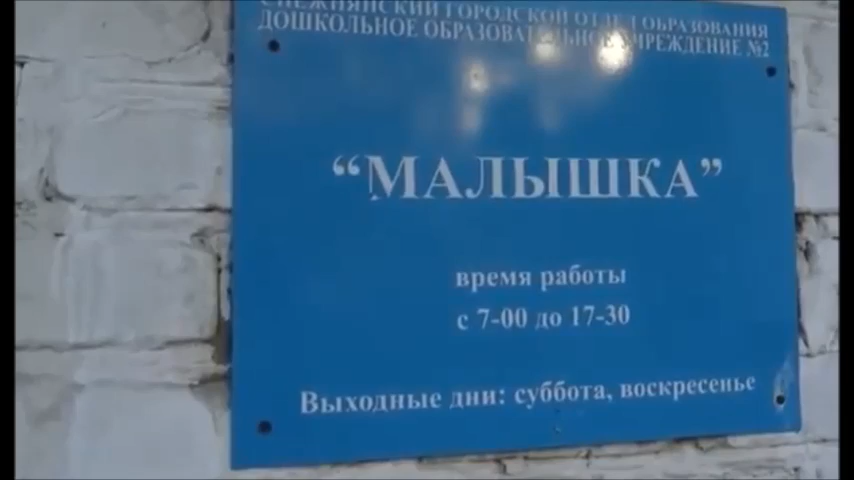 СНЕЖНЯНСКИЙ ГОРОДСКОЙ ОТДЕЛ ОБРАЗОВАНИЯ
ДОШКОЛЬНОЕ ОБРАЗОВАТЕЛЬНОЕ УЧРЕЖДЕНИЕ №2
“МАЛЫШКА”
время работы
с 7-00 до 17-30
Выходные дни: суббота, воскресенье